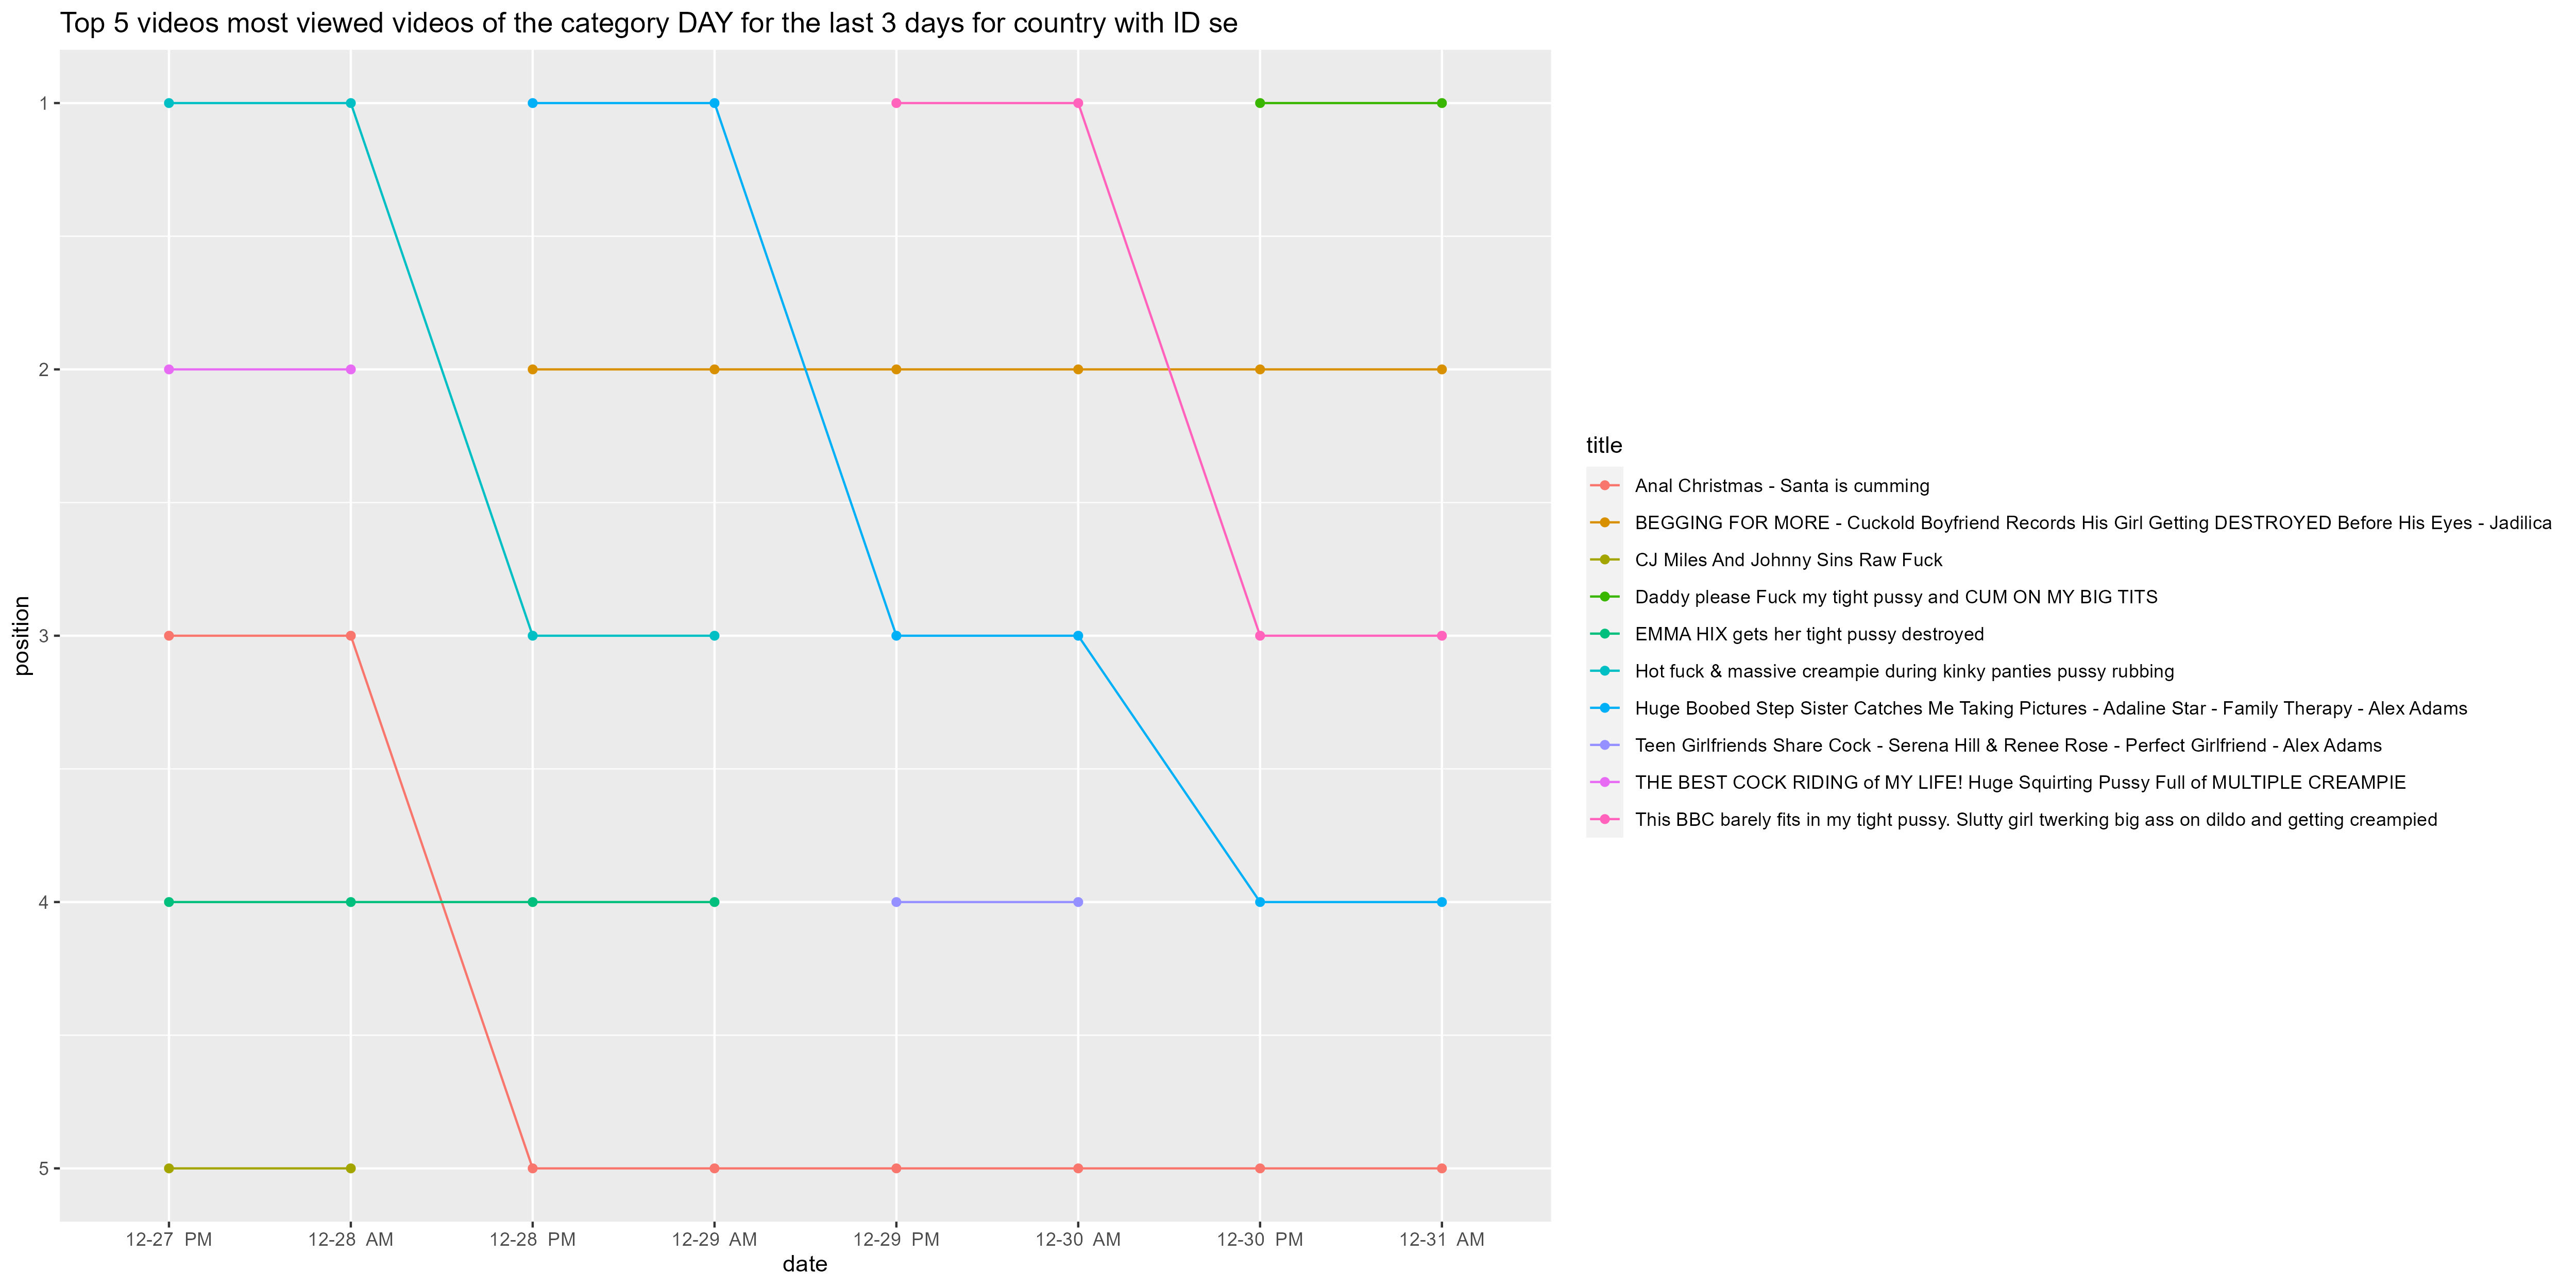 Top 5 videos most viewed videos of the category DAY for the last 3 days for country with ID se
position
1
2
3
4
5
12-27 PM
12-28 AM
12-28 PM
12-29 AM
12-29 PM
12-30 AM
12-30 PM
12-31 AM
date
title
Anal Christmas - Santa is cumming
BEGGING FOR MORE - Cuckold Boyfriend Records His Girl Getting DESTROYED Before His Eyes - Jadilica
CJ Miles And Johnny Sins Raw Fuck
Daddy please Fuck my tight pussy and CUM ON MY BIG TITS
EMMA HIX gets her tight pussy destroyed
Hot fuck & massive creampie during kinky panties pussy rubbing
Huge Boobed Step Sister Catches Me Taking Pictures - Adaline Star - Family Therapy - Alex Adams
Teen Girlfriends Share Cock - Serena Hill & Renee Rose - Perfect Girlfriend - Alex Adams
THE BEST COCK RIDING of MY LIFE! Huge Squirting Pussy Full of MULTIPLE CREAMPIE
This BBC barely fits in my tight pussy. Slutty girl twerking big ass on dildo and getting creampied